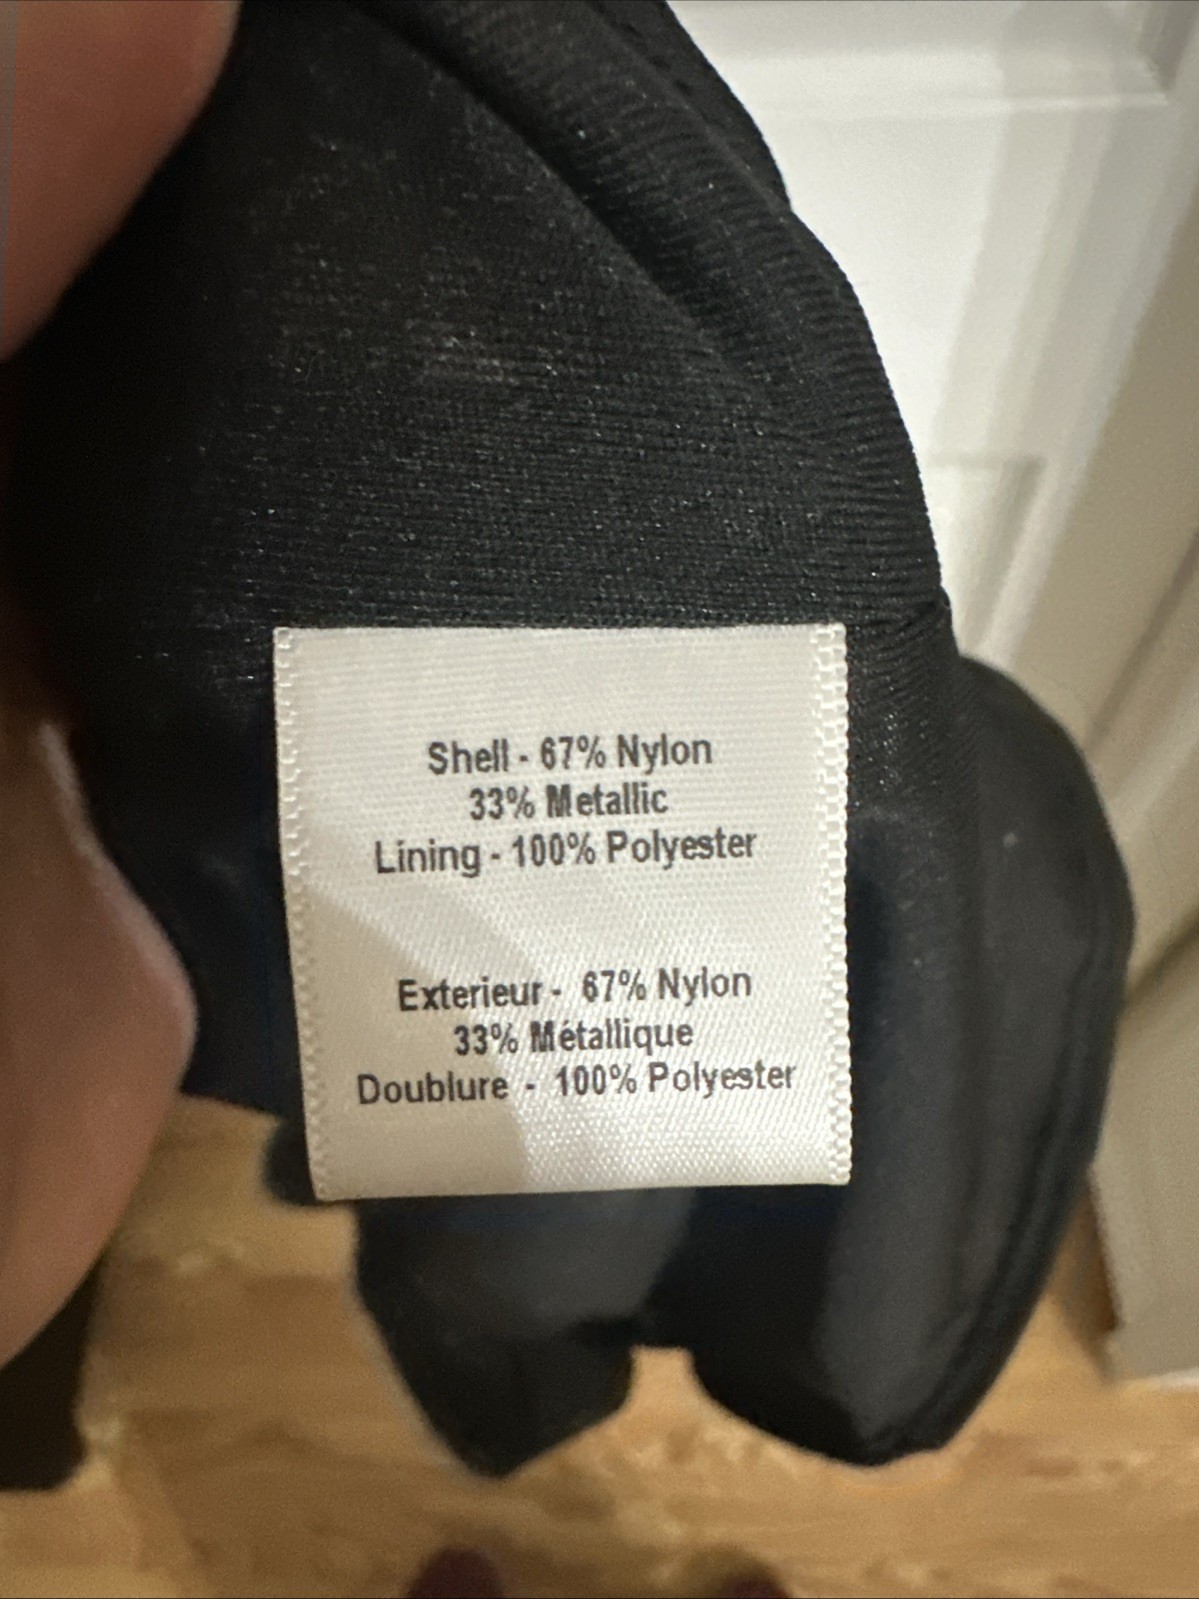 Shell - 67% Nylon
33% Metallic
Lining - 100% Polyester
Exterieur - 67% Nylon
33% Métallique
Doublure - 100% Polyester